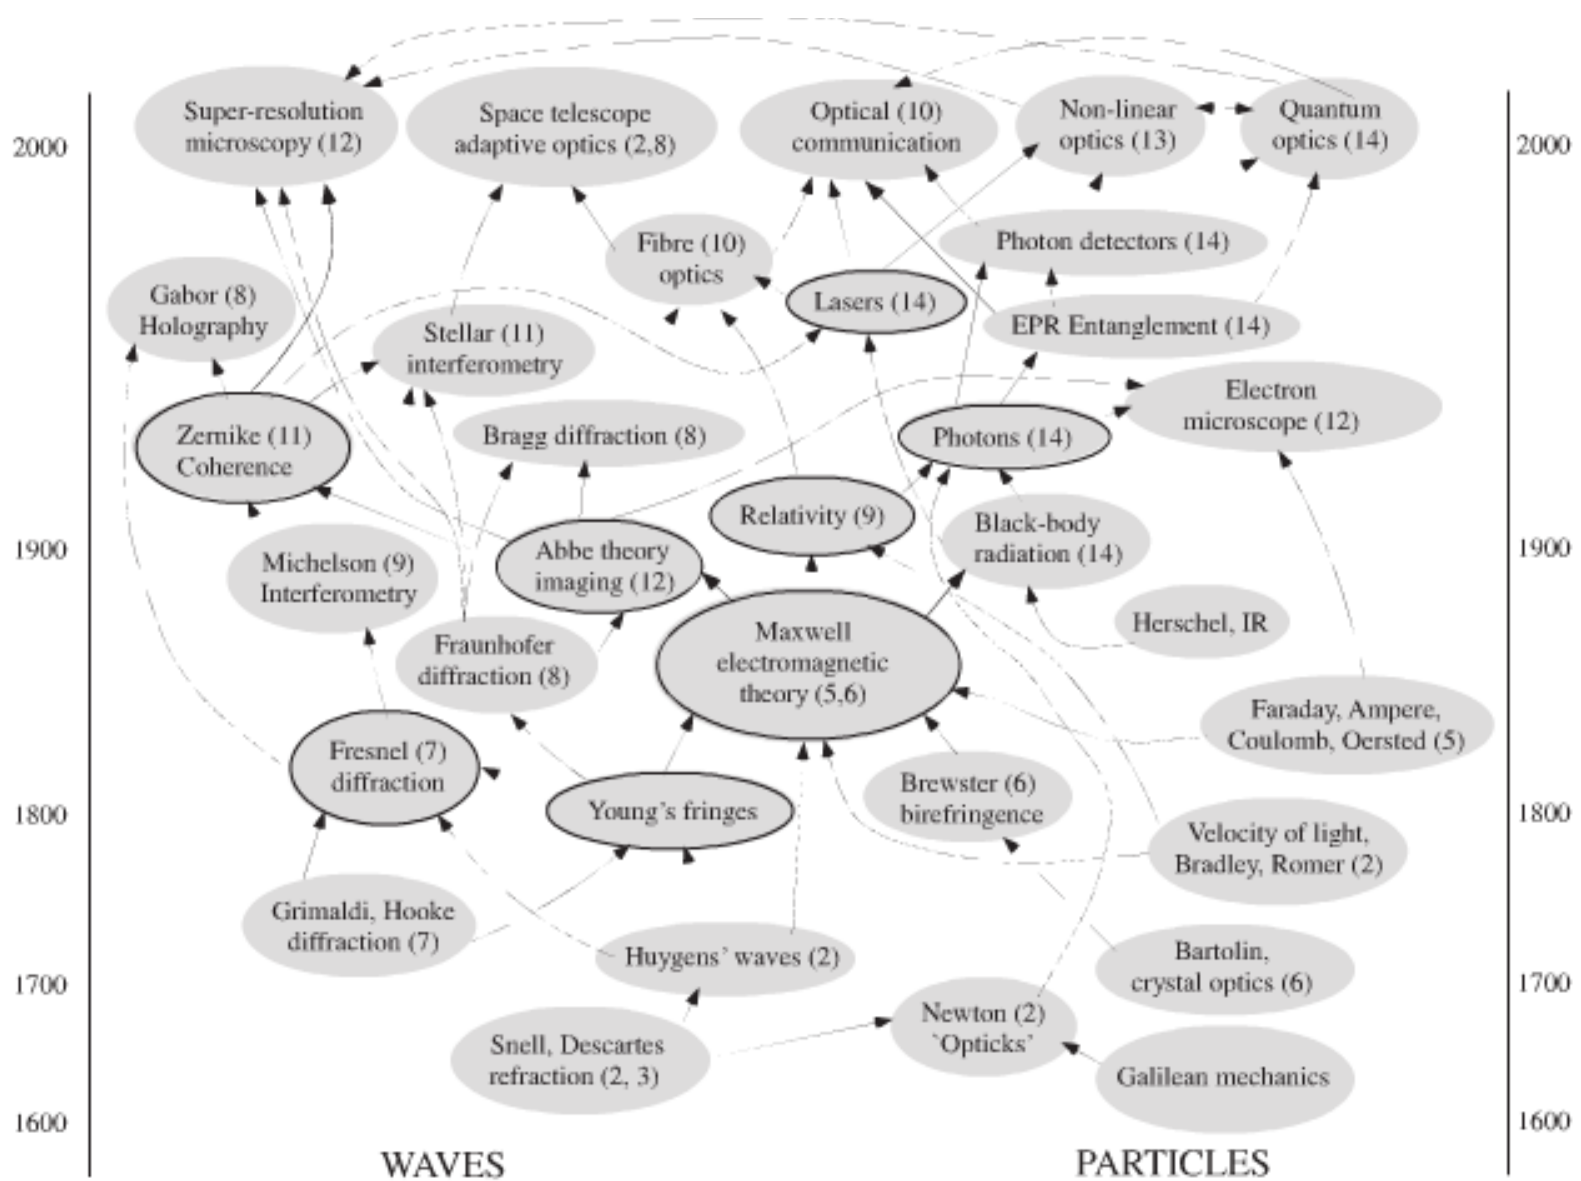 Super-resolution
microscopy (12)
Space telescope
adaptive optics (2,8)
Optical (10)
communication
Non-linear
optics (13)
Quantum
optics (14)
2000
2000
Fibre (10)
optics
Photon detectors (14)
Gabor (8)
Holography
Lasers (14)
Stellar (11)
interferometry
EPR Entanglement (14)
Electron
microscope (12)
Zernike (11)
Coherence
Bragg diffraction (8)
Photons (14)
Relativity (9)
Black-body
radiation (14)
1900
1900
Michelson (9)
Interferometry
Abbe theory
imaging (12)
Herschel, IR
Fraunhofer
diffraction (8)
Maxwell
electromagnetic
theory (5,6)
Faraday, Ampere,
Coulomb, Oersted (5)
Fresnel (7)
diffraction
Young's fringes
Brewster (6)
birefringence
1800
1800
Velocity of light,
Bradley, Romer (2)
Grimaldi, Hooke
diffraction (7)
Huygens' waves (2)
Bartolin,
crystal optics (6)
1700
1700
Newton (2)
`Opticks'
Snell, Descartes
refraction (2, 3)
Galilean mechanics
1600
1600
WAVES
PARTICLES